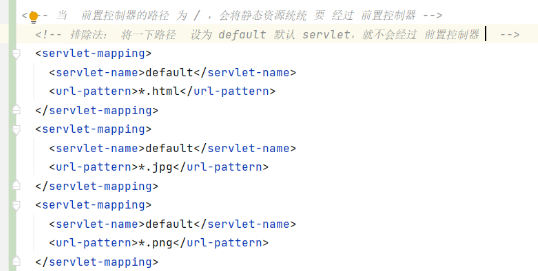 <!-- 当 前置控制器的路径 为 / ，会将静态资源统统 要 经过 前置控制器 -->
<!-- 排除法： 将一下路径 设为 default 默认 servlet，就不会经过 前置控制器 -->
<servlet-mapping>
<servlet-name>default</servlet-name>
<url-pattern>*.html</url-pattern>
</servlet-mapping>
<servlet-mapping>
<servlet-name>default</servlet-name>
<url-pattern>*.jpg</url-pattern>
</servlet-mapping>
<servlet-mapping>
<servlet-name>default</servlet-name>
<url-pattern>*.png</url-pattern>
</servlet-mapping>